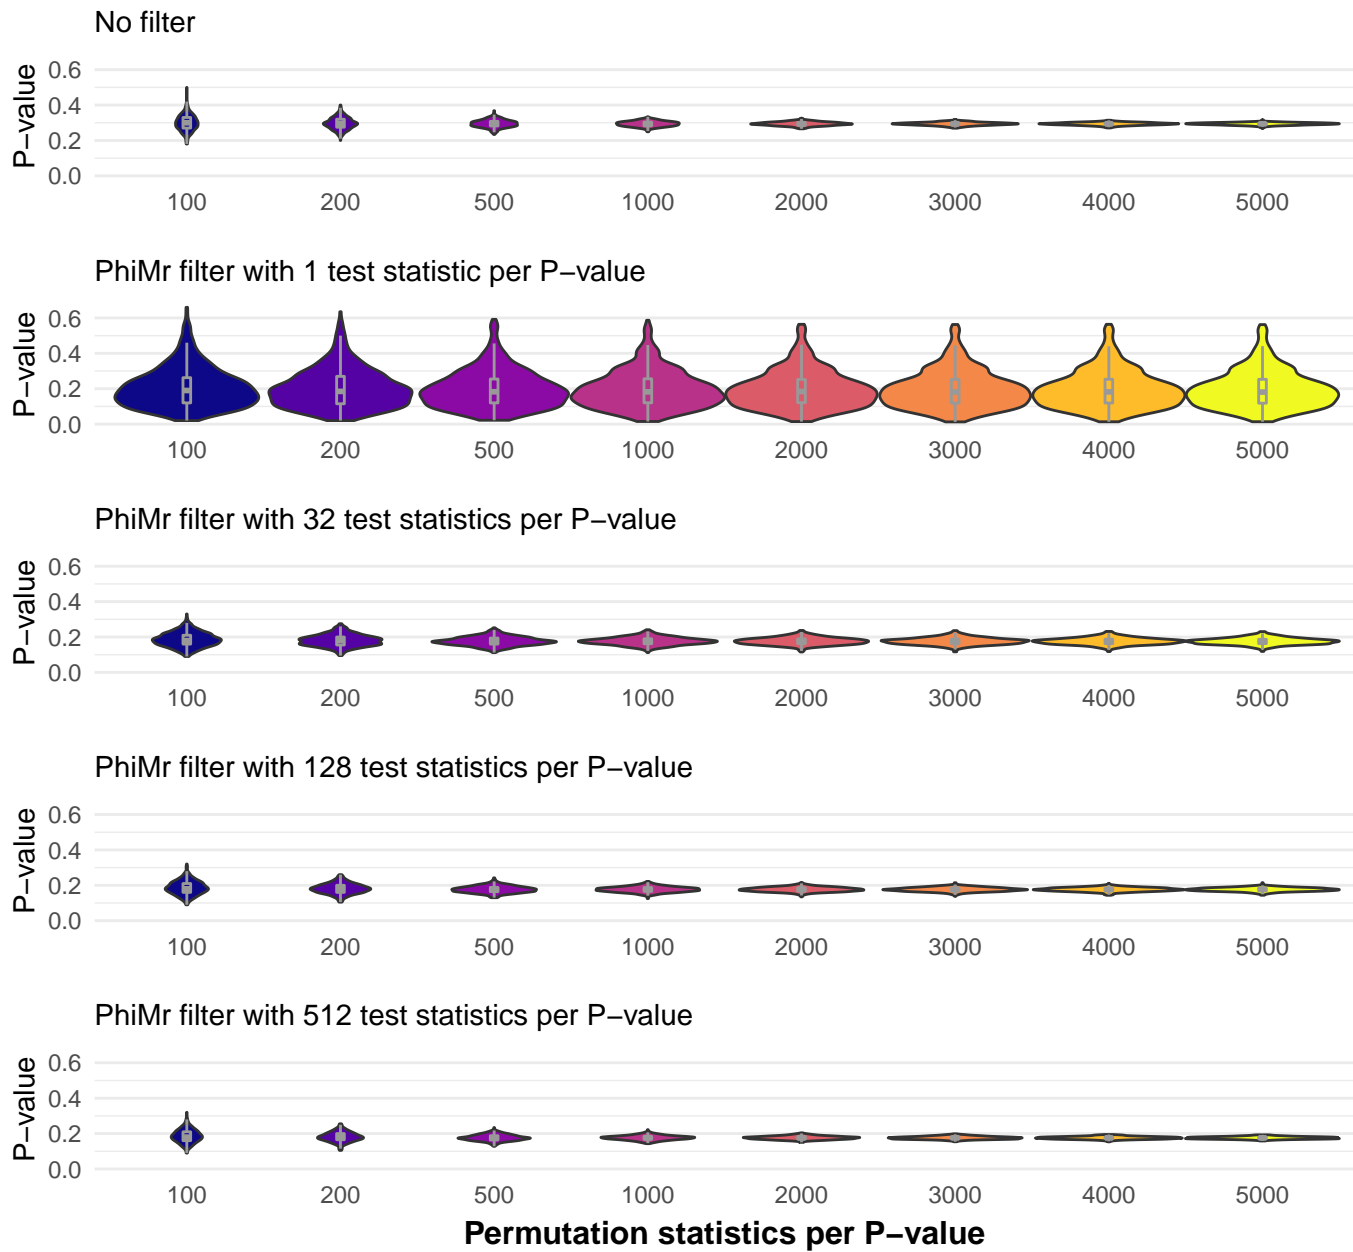 No filter
P−value
0.6
0.4
0.2
0.0
100 200 500 1000 2000 3000 4000 5000
PhiMr filter with 1 test statistic per P−value
P−value
0.6
0.4
0.2
0.0
100 200 500 1000 2000 3000 4000 5000
PhiMr filter with 32 test statistics per P−value
P−value
0.6
0.4
0.2
0.0
100 200 500 1000 2000 3000 4000 5000
PhiMr filter with 128 test statistics per P−value
P−value
0.6
0.4
0.2
0.0
100 200 500 1000 2000 3000 4000 5000
PhiMr filter with 512 test statistics per P−value
P−value
0.6
0.4
0.2
0.0
100 200 500 1000 2000 3000 4000 5000
Permutation statistics per P−value